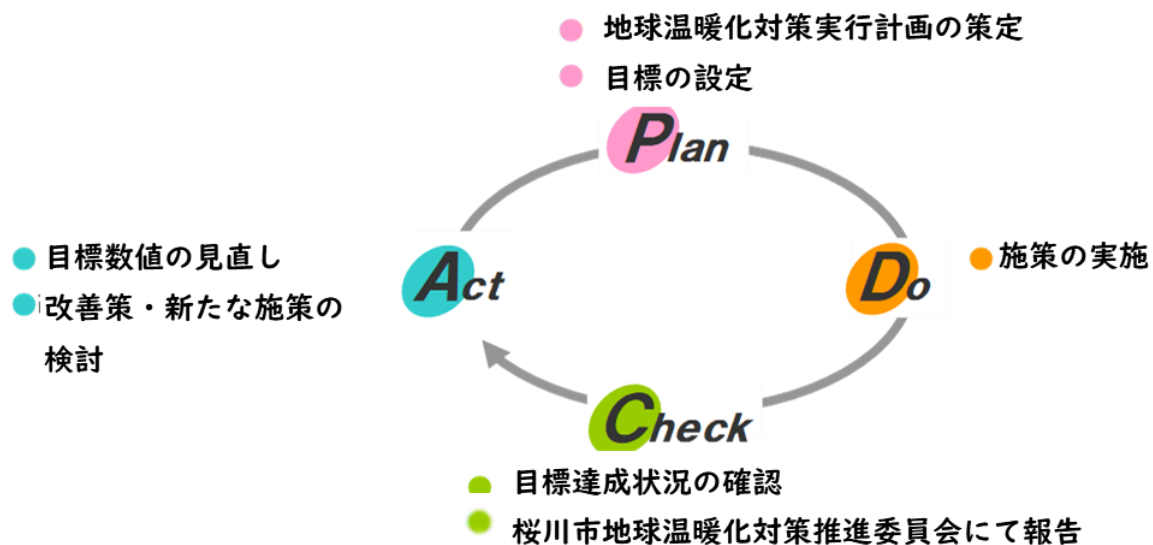 地球温暖化対策実行計画の策定
目標の設定
Plan
目標数値の見直し
改善策・新たな施策の
検討
Act
Do
施策の実施
Check
目標達成状況の確認
桜川市地球温暖化対策推進委員会にて報告